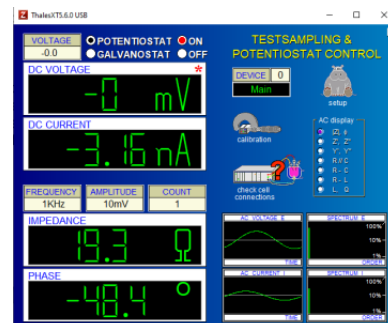 ThalesXT5.6.0 USB
VOLTAGE
-0.0
POTENTIOSTAT
ON
GALVANOSTAT
OFF
TESTSAMPLING &
POTENTIOSTAT CONTROL
DC VOLTAGE
*
-0 mV
DEVICE 0
Main
setup
DC CURRENT
-3.16 nA
calibration
AC display
|Z|, ϕ
Z', Z"
Y', Y"
R//C
R - C
R - L
L, Q
check cell
connections
FREQUENCY
1KHz
AMPLITUDE
10mV
COUNT
1
IMPEDANCE
19.3 Ω
PHASE
-48.4 °
AC VOLTAGE E
TIME
SPECTRUM E
100%
10%
1%
ORDER
AC CURRENT I
TIME
SPECTRUM I
100%
10%
1%
ORDER